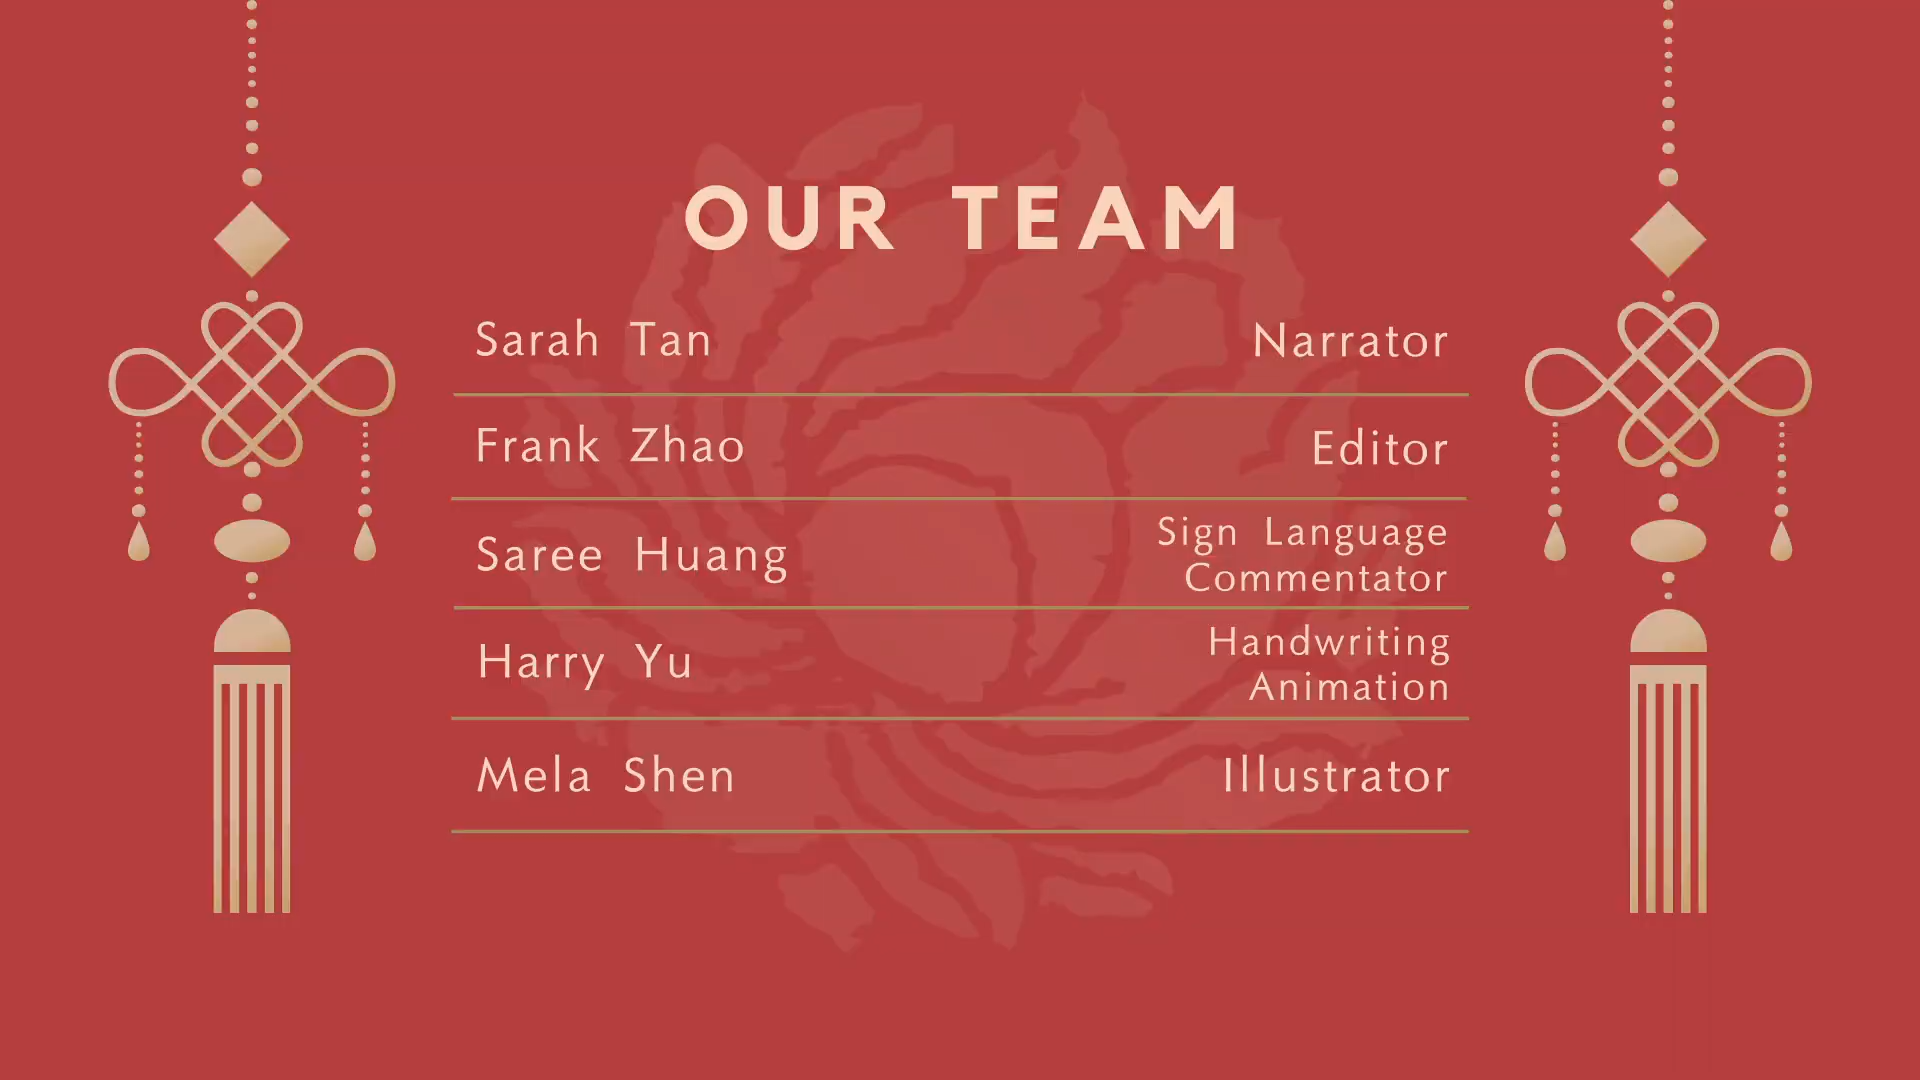 OUR TEAM
Sarah Tan Narrator
Frank Zhao Editor
Saree Huang Sign Language
Commentator
Harry Yu Handwriting
Animation
Mela Shen Illustrator